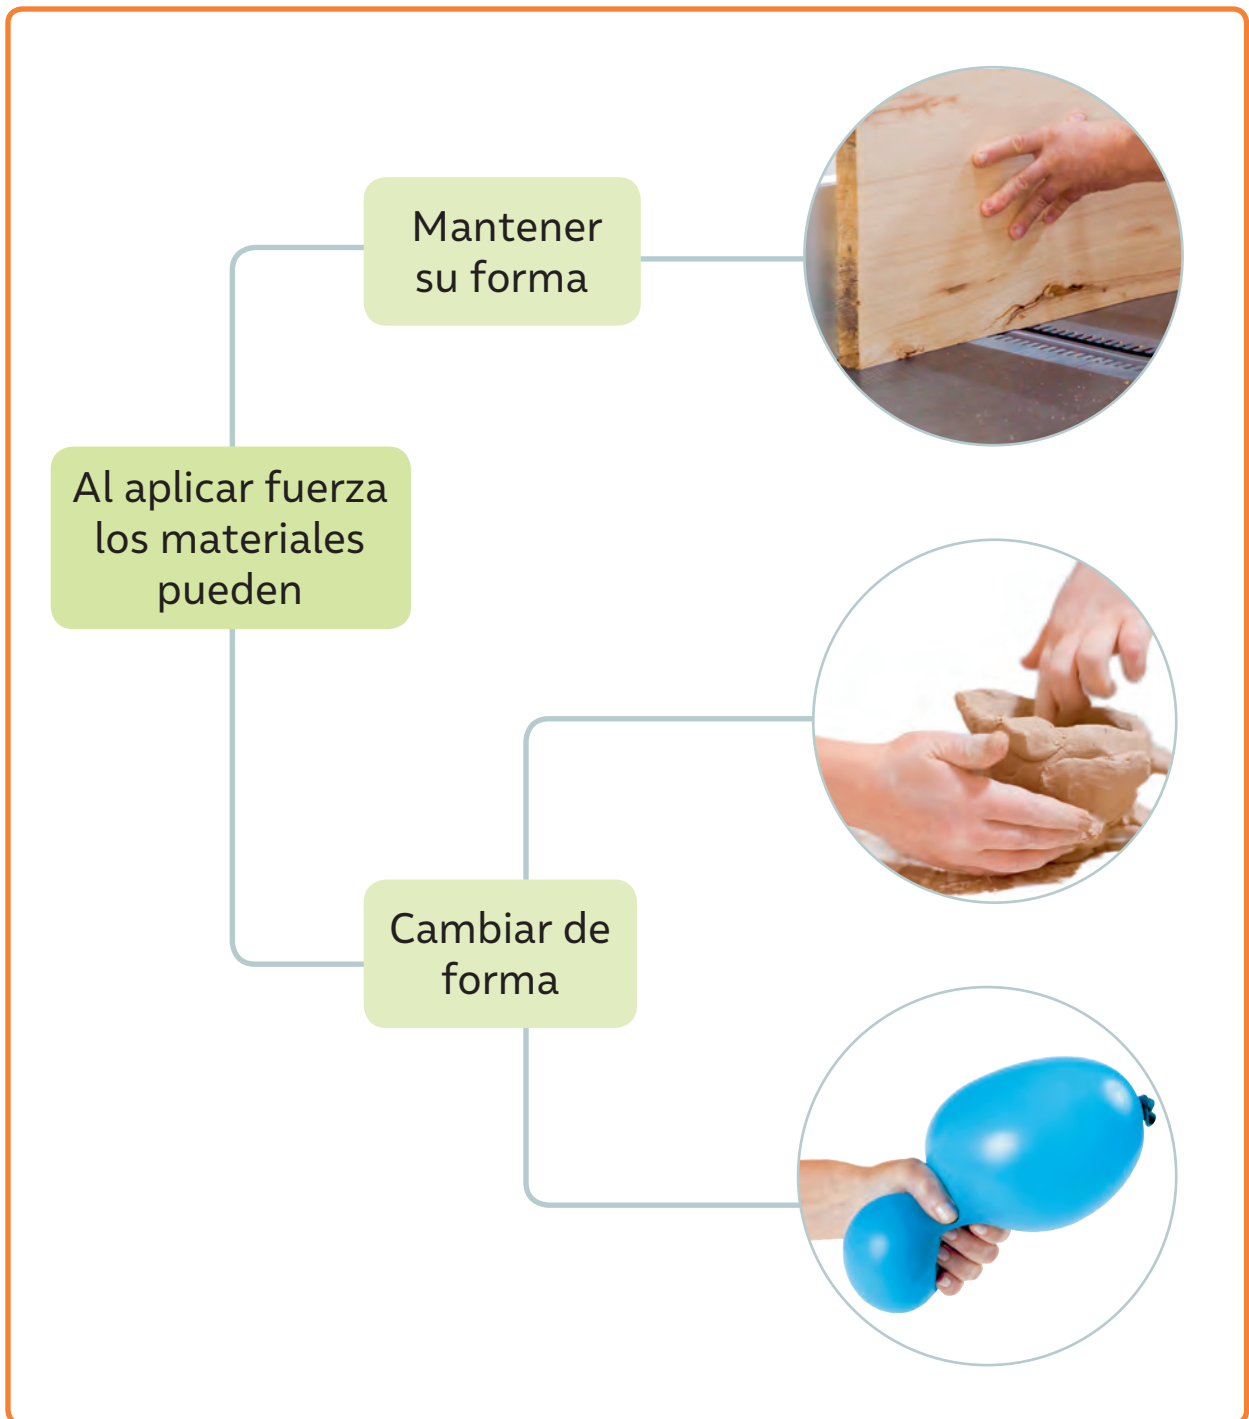 Mantener
su forma
Al aplicar fuerza
los materiales
pueden
Cambiar de
forma